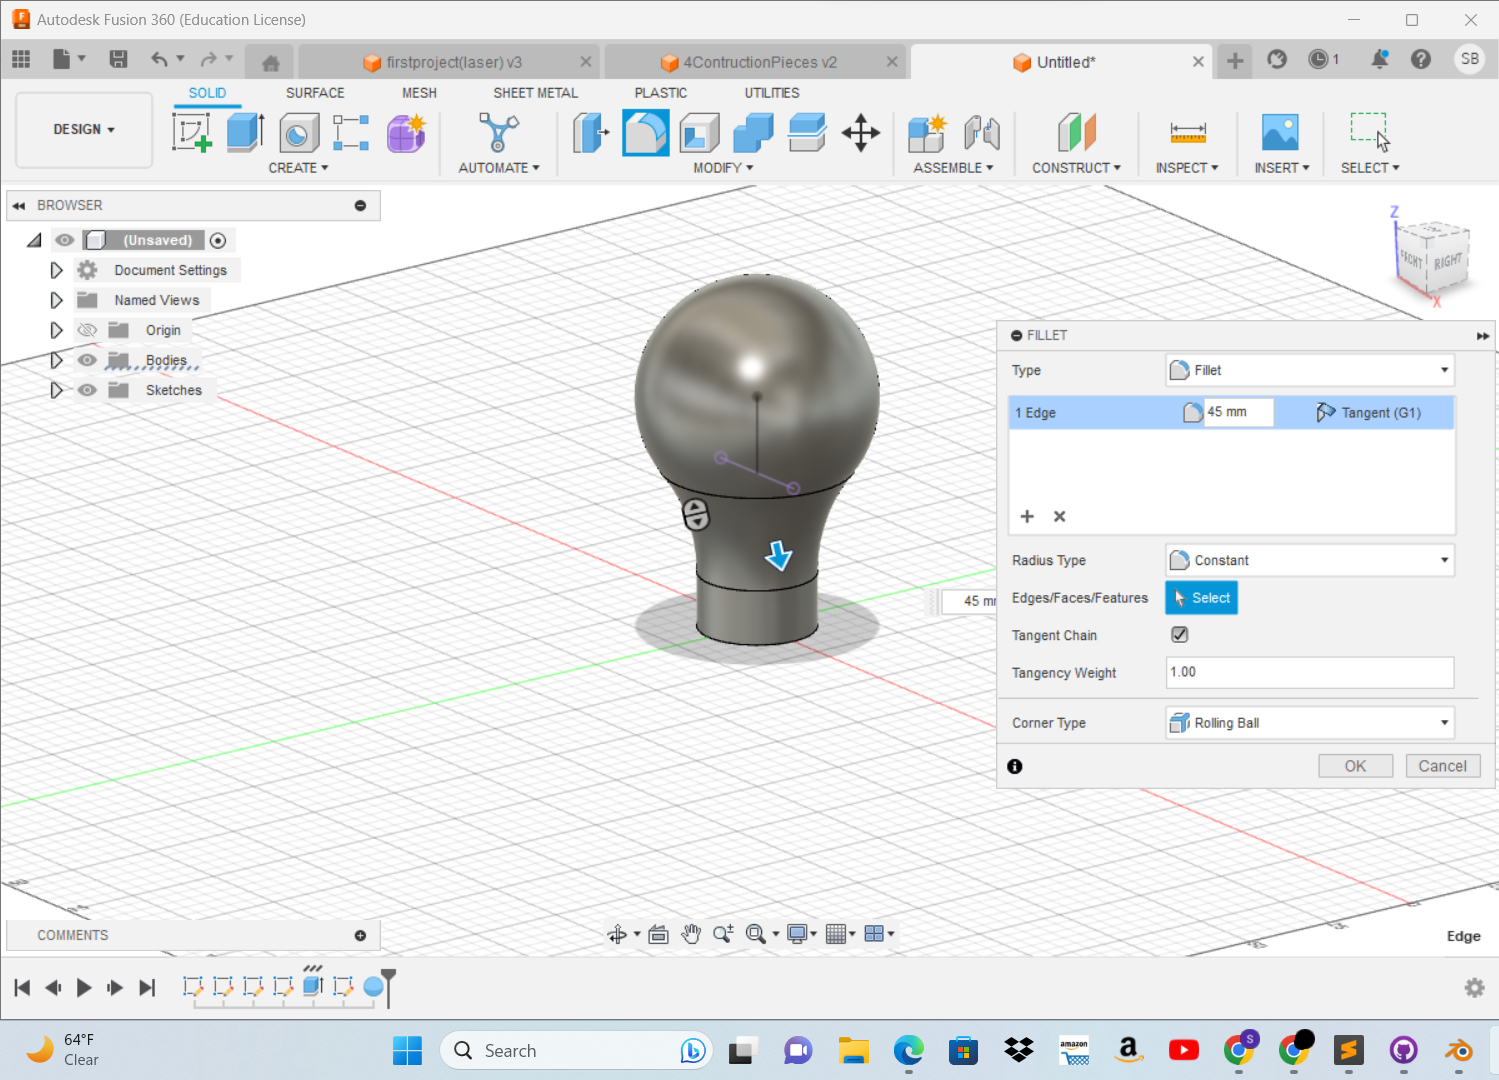 Autodesk Fusion 360 (Education License)
firstproject(laser) v3
4ContructionPieces v2
Untitled*
1
SB
SOLID SURFACE MESH SHEET METAL PLASTIC UTILITIES
DESIGN
CREATE AUTOMATE MODIFY ASSEMBLE CONSTRUCT INSPECT INSERT SELECT
BROWSER
(Unsaved)
Document Settings
Named Views
Origin
Bodies
Sketches
Z
FRONT RIGHT
X
FILLET
Type Fillet
1 Edge 45 mm Tangent (G1)
Radius Type Constant
Edges/Faces/Features Select
45 m
Tangent Chain
Tangency Weight 1.00
Corner Type Rolling Ball
OK Cancel
COMMENTS
Edge
64°F
Clear
Search
amazon
a
S